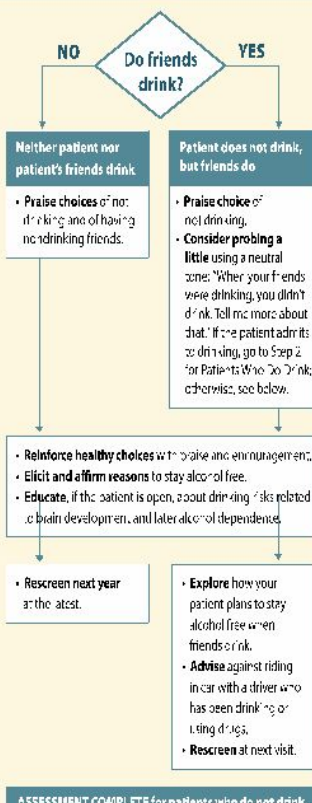 NO
YES
Do friends
drink?
Neither patient nor
patient's friends drink
• Praise choices of not
drinking and of having
nondrinking friends.
Patient does not drink,
but friends do
• Praise choice of
not drinking.
• Consider probing a
little using a neutral
tone: "When your friends
were drinking, you didn't
drink. Tell me more about
that." If the patient admits
to drinking, go to Step 2
for Patients Who Do Drink;
otherwise, see below.
• Reinforce healthy choices with praise and encouragement.
• Elicit and affirm reasons to stay alcohol free.
• Educate, if the patient is open, about drinking risks related
to brain development and later alcohol dependence.
• Rescreen next year
at the latest.
• Explore how your
patient plans to stay
alcohol free when
friends drink.
• Advise against riding
in car with a driver who
has been drinking or
using drugs.
• Rescreen at next visit.
ASSESSMENT COMPLETE for patients who do not drink